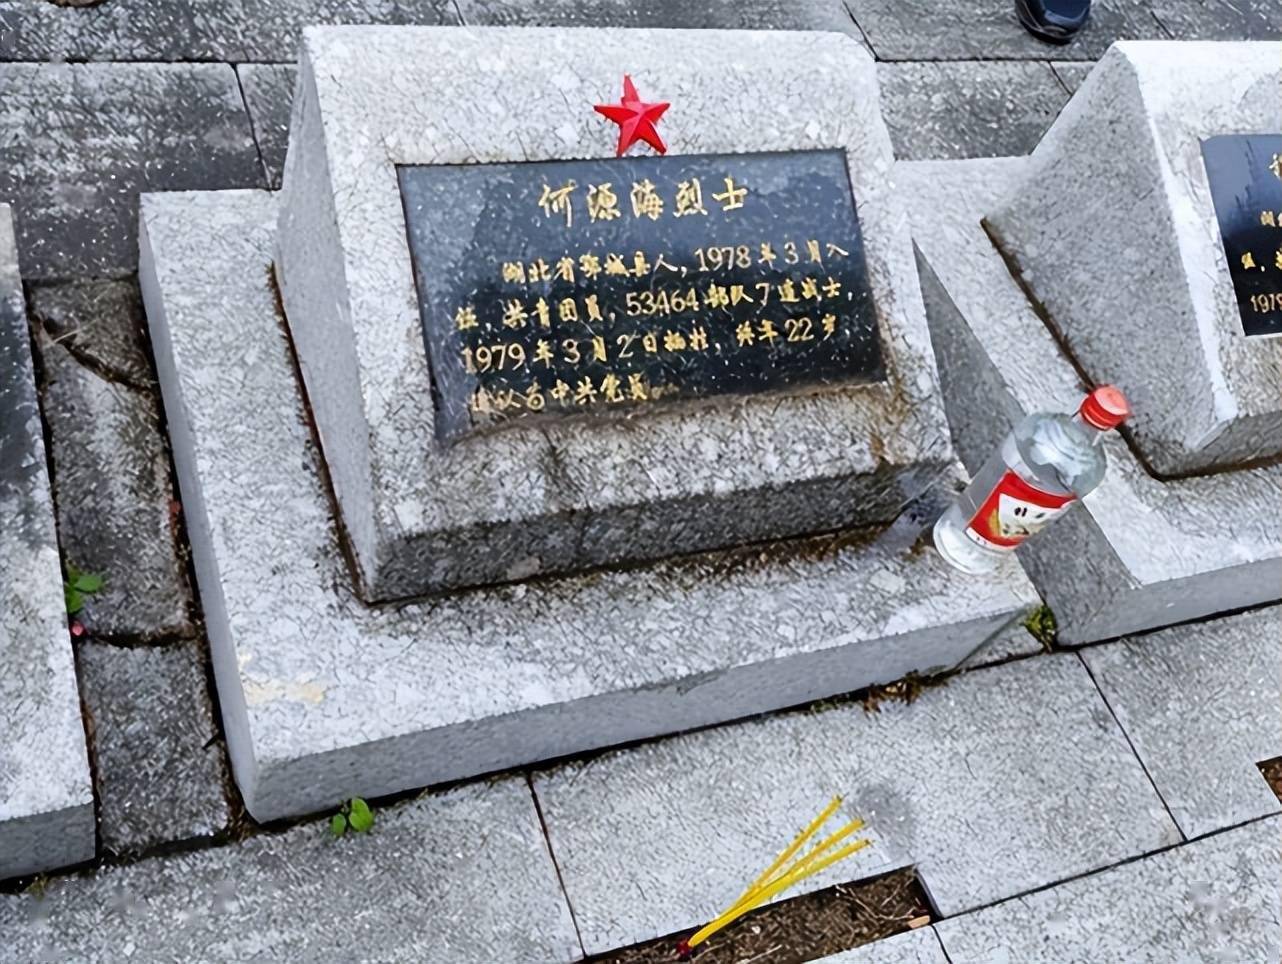 何源海烈士
湖北省鄂城县人，1978年3月入
伍，共青团员，53464部队7连战士，
1979年3月2日牺牲，终年22岁，
追认为中共党员。
1979